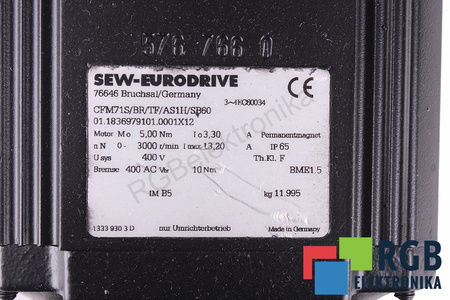 576 766 0
SEW-EURODRIVE
76646 Bruchsal/Germany
CFM71S/BR/TF/AS1H/SB60
3~IEC60034
01.1836979101.0001X12
Motor Mo 5,00 Nm Io 3,30 A Permanentmagnet
nN 0- 3000 r/min Imax 13,20 A IP 65
Usys 400 V Th.Kl. F
Bremse 400 AC Vbr 10 Nm BME1.5
IM B5 kg 11.995
1333 930 3 D nur Umrichterbetrieb Made in Germany
RGBelektronika
RGB
ELEKTRONIKA